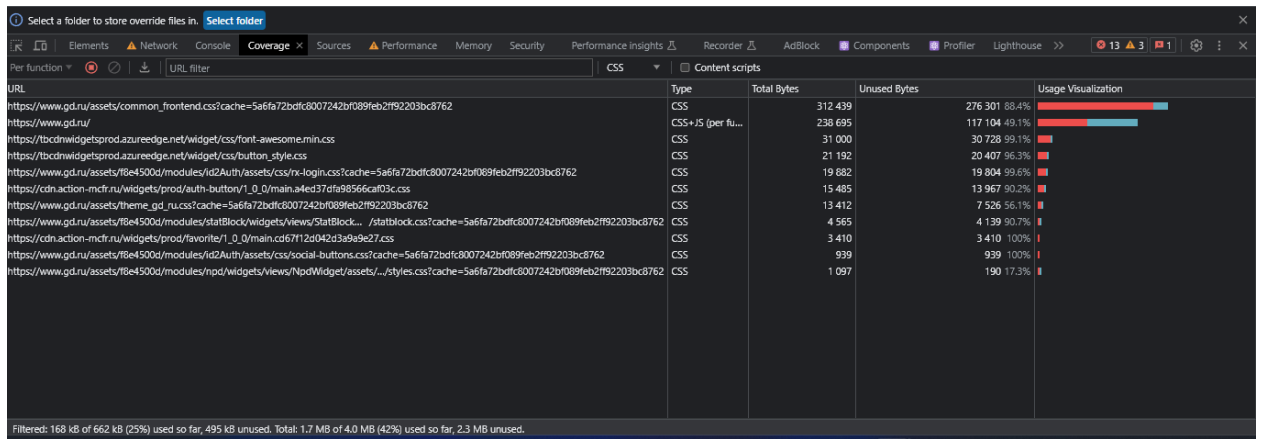 Select a folder to store override files in. Select folder
Elements Network Console Coverage × Sources Performance Memory Security Performance insights Recorder AdBlock Components Profiler Lighthouse >> 13 3 1
Per function URL filter CSS Content scripts
URL Type Total Bytes Unused Bytes Usage Visualization
https://www.gd.ru/assets/common_frontend.css?cache=5a6fa72bdfc8007242bf089feb2ff92203bc8762 CSS 312 439 276 301 88.4%
https://www.gd.ru/ CSS+JS (per fu... 238 695 117 104 49.1%
https://tbcdnwidgetsprod.azureedge.net/widget/css/font-awesome.min.css CSS 31 000 30 728 99.1%
https://tbcdnwidgetsprod.azureedge.net/widget/css/button_style.css CSS 21 192 20 407 96.3%
https://www.gd.ru/assets/f8e4500d/modules/id2Auth/assets/css/rx-login.css?cache=5a6fa72bdfc8007242bf089feb2ff92203bc8762 CSS 19 882 19 804 99.6%
https://cdn.action-mcfr.ru/widgets/prod/auth-button/1_0_0/main.a4ed37dfa98566caf03c.css CSS 15 485 13 967 90.2%
https://www.gd.ru/assets/theme_gd_ru.css?cache=5a6fa72bdfc8007242bf089feb2ff92203bc8762 CSS 13 412 7 526 56.1%
https://www.gd.ru/assets/f8e4500d/modules/statBlock/widgets/views/StatBlock... /statblock.css?cache=5a6fa72bdfc8007242bf089feb2ff92203bc8762 CSS 4 565 4 139 90.7%
https://cdn.action-mcfr.ru/widgets/prod/favorite/1_0_0/main.cd67f12d042d3a9a9e27.css CSS 3 410 3 410 100%
https://www.gd.ru/assets/f8e4500d/modules/id2Auth/assets/css/social-buttons.css?cache=5a6fa72bdfc8007242bf089feb2ff92203bc8762 CSS 939 939 100%
https://www.gd.ru/assets/f8e4500d/modules/npd/widgets/views/NpdWidget/assets/.../styles.css?cache=5a6fa72bdfc8007242bf089feb2ff92203bc8762 CSS 1 097 190 17.3%
Filtered: 168 kB of 662 kB (25%) used so far, 495 kB unused. Total: 1.7 MB of 4.0 MB (42%) used so far, 2.3 MB unused.